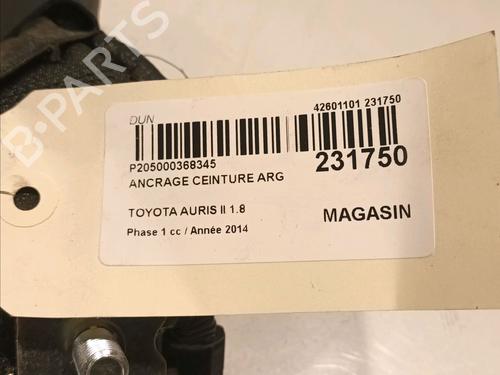 DUN
42601101 231750
P205000368345
231750
ANCRAGE CEINTURE ARG
TOYOTA AURIS II 1.8
MAGASIN
Phase 1 cc / Année 2014
B-PARTS